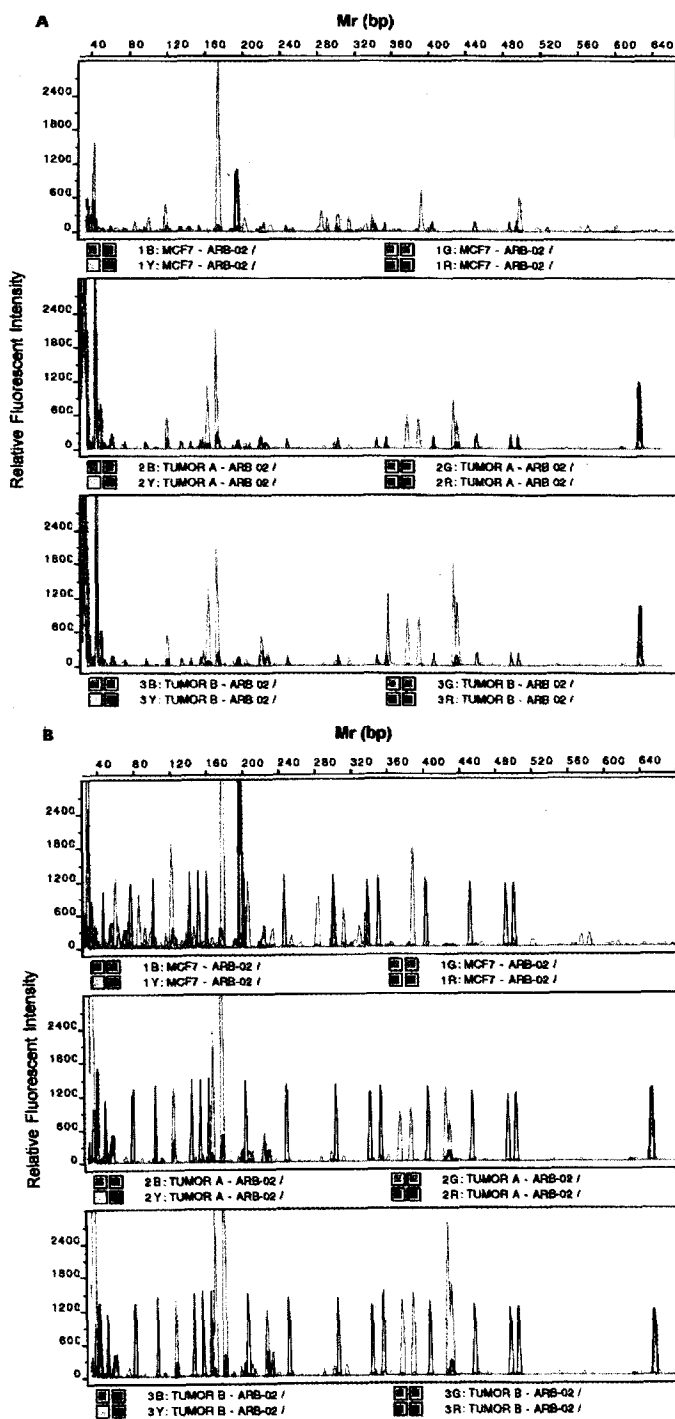 A
Mr (bp)
40 80 120 160 200 240 280 320 360 400 440 480 520 560 600 640
2400
1800
1200
600
0
1B: MCF7 - ARB-02 / 1G: MCF7 - ARB-02 /
1Y: MCF7 - ARB-02 / 1R: MCF7 - ARB-02 /
Relative Fluorescent Intensity
2400
1800
1200
600
0
2B: TUMOR A - ARB 02 / 2G: TUMOR A - ARB 02 /
2Y: TUMOR A - ARB 02 / 2R: TUMOR A - ARB 02 /
2400
1800
1200
600
0
3B: TUMOR B - ARB 02 / 3G: TUMOR B - ARB 02 /
3Y: TUMOR B - ARB 02 / 3R: TUMOR B - ARB 02 /
B
Mr (bp)
40 80 120 160 200 240 280 320 360 400 440 480 520 560 600 640
2400
1800
1200
600
0
1B: MCF7 - ARB-02 / 1G: MCF7 - ARB-02 /
1Y: MCF7 - ARB-02 / 1R: MCF7 - ARB-02 /
Relative Fluorescent Intensity
2400
1800
1200
600
0
2B: TUMOR A - ARB-02 / 2G: TUMOR A - ARB-02 /
2Y: TUMOR A - ARB-02 / 2R: TUMOR A - ARB-02 /
2400
1800
1200
600
0
3B: TUMOR B - ARB-02 / 3G: TUMOR B - ARB-02 /
3Y: TUMOR B - ARB-02 / 3R: TUMOR B - ARB-02 /